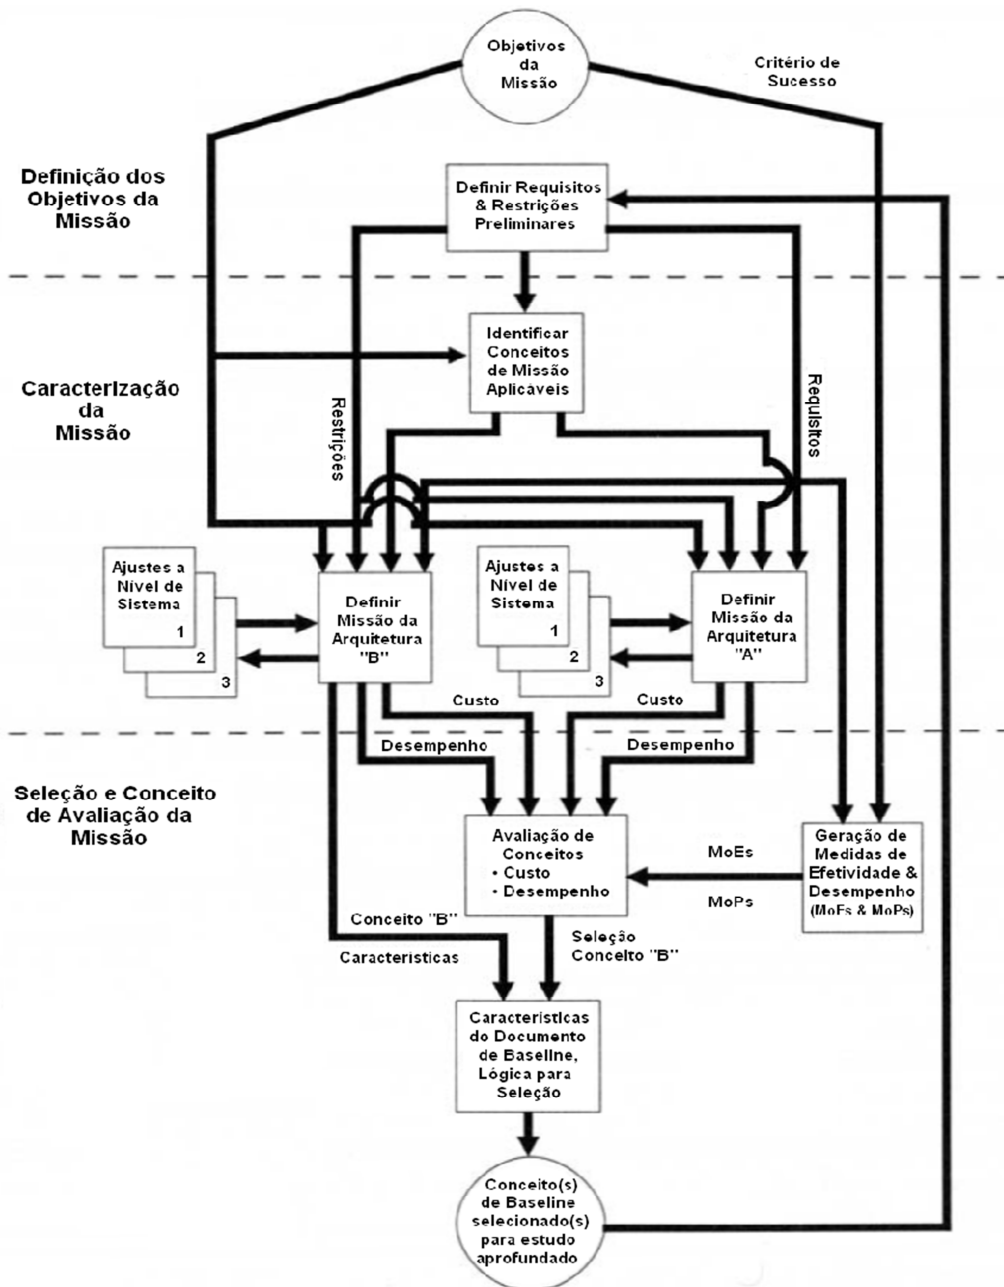 Objetivos
da
Missão
Critério de
Sucesso
Definição dos
Objetivos da
Missão
Definir Requisitos
& Restrições
Preliminares
Identificar
Conceitos
de Missão
Aplicáveis
Caracterização
da
Missão
Restrições
Requisitos
Ajustes a
Nível de
Sistema
1
2
3
Definir
Missão da
Arquitetura
"B"
Ajustes a
Nível de
Sistema
1
2
3
Definir
Missão da
Arquitetura
"A"
Custo
Custo
Desempenho
Desempenho
Seleção e Conceito
de Avaliação da
Missão
Avaliação de
Conceitos
• Custo
- Desempenho
MoEs
MoPs
Geração de
Medidas de
Efetividade &
Desempenho
(MoEs & MoPs)
Conceito "B"
Características
Seleção
Conceito "B"
Características
do Documento
de Baseline,
Lógica para
Seleção
Conceito(s)
de Baseline
selecionado(s)
para estudo
aprofundado